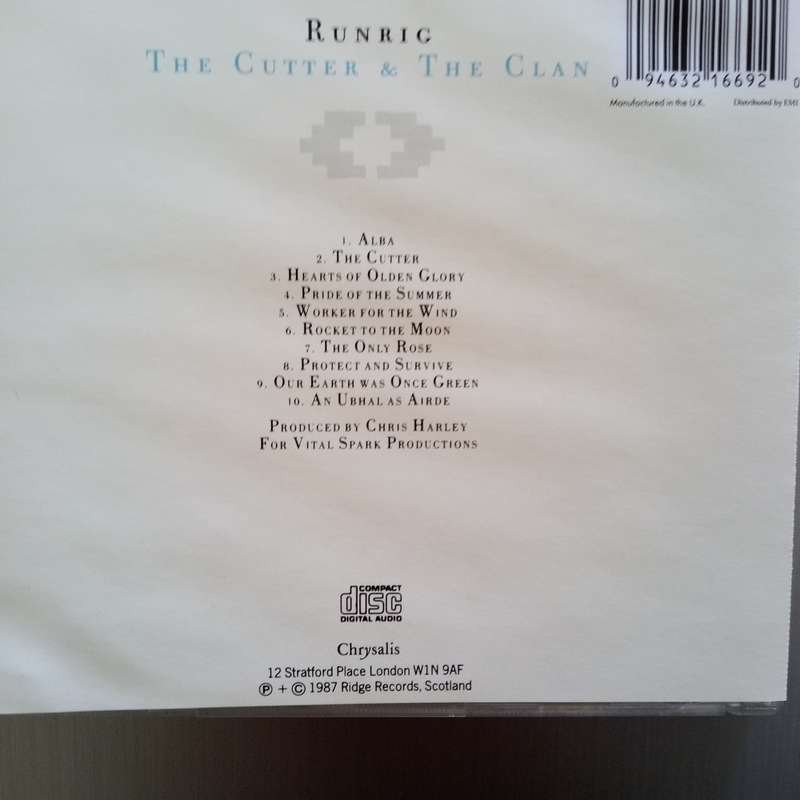 RUNRIG
THE CUTTER & THE CLAN
0 94632 16692 0
Manufactured in the U.K. Distributed by EMI
1. ALBA
2. THE CUTTER
3. HEARTS OF OLDEN GLORY
4. PRIDE OF THE SUMMER
5. WORKER FOR THE WIND
6. ROCKET TO THE MOON
7. THE ONLY ROSE
8. PROTECT AND SURVIVE
9. OUR EARTH WAS ONCE GREEN
10. AN UBHAL AS AIRDE
PRODUCED BY CHRIS HARLEY
FOR VITAL SPARK PRODUCTIONS
COMPACT
disc
DIGITAL AUDIO
Chrysalis
12 Stratford Place London W1N 9AF
℗ + © 1987 Ridge Records, Scotland